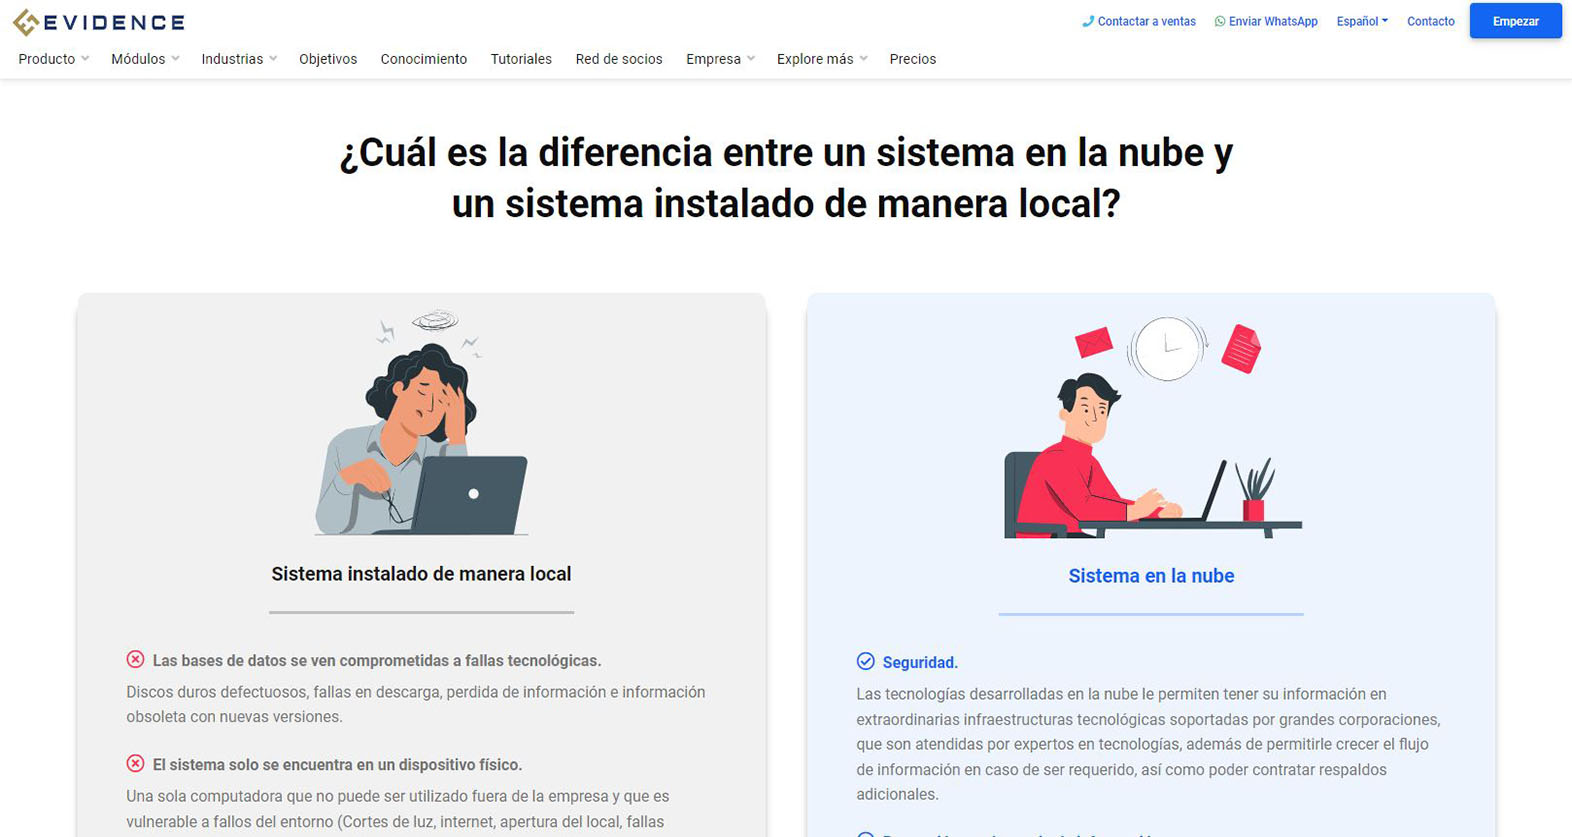 EVIDENCE
Contactar a ventas
Enviar WhatsApp
Español
Contacto
Empezar
Producto
Módulos
Industrias
Objetivos
Conocimiento
Tutoriales
Red de socios
Empresa
Explore más
Precios
¿Cuál es la diferencia entre un sistema en la nube y
un sistema instalado de manera local?
Sistema instalado de manera local
Las bases de datos se ven comprometidas a fallas tecnológicas.
Discos duros defectuosos, fallas en descarga, perdida de información e información
obsoleta con nuevas versiones.
El sistema solo se encuentra en un dispositivo físico.
Una sola computadora que no puede ser utilizado fuera de la empresa y que es
vulnerable a fallos del entorno (Cortes de luz, internet, apertura del local, fallas
Sistema en la nube
Seguridad.
Las tecnologías desarrolladas en la nube le permiten tener su información en
extraordinarias infraestructuras tecnológicas soportadas por grandes corporaciones,
que son atendidas por expertos en tecnologías, además de permitirle crecer el flujo
de información en caso de ser requerido, así como poder contratar respaldos
adicionales.